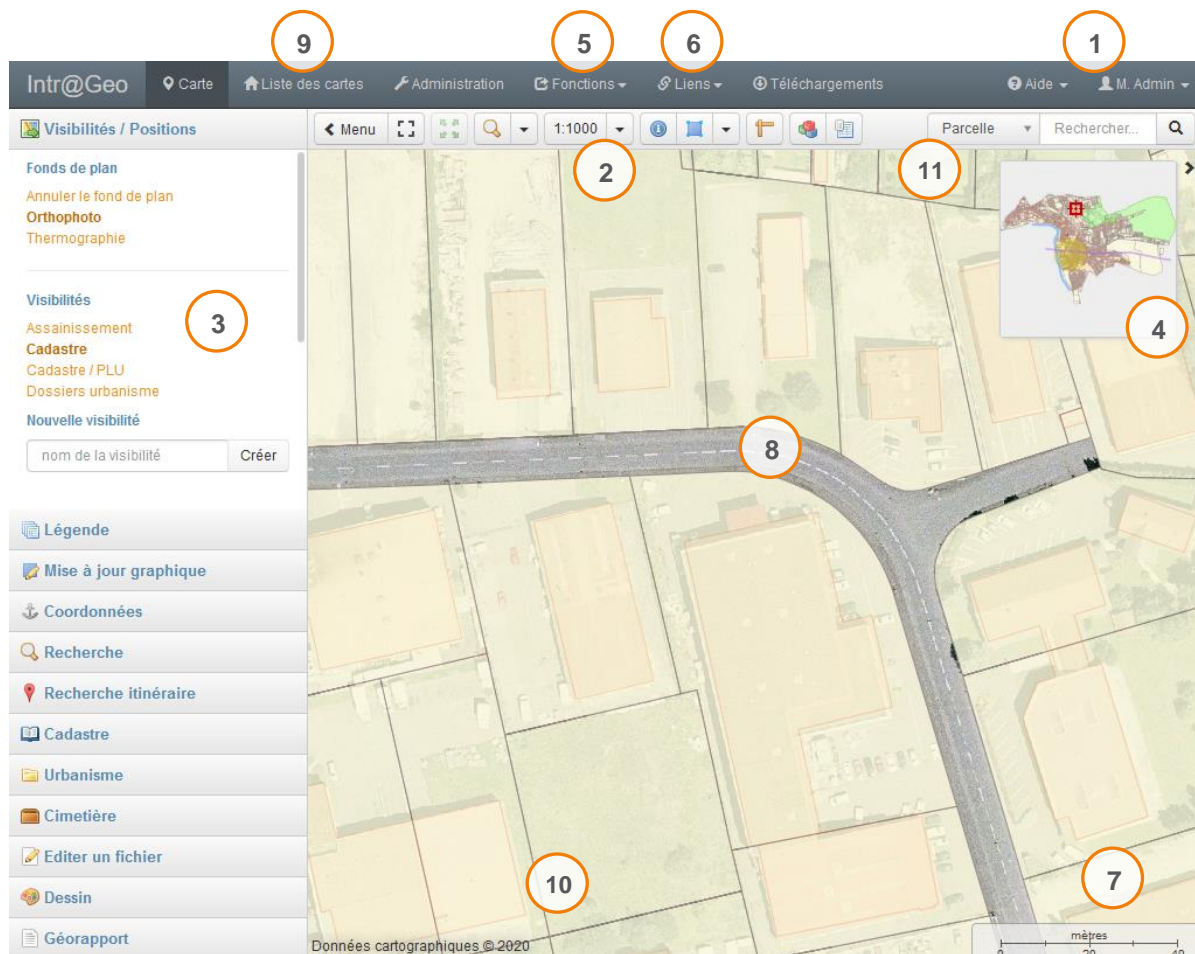 9 5 6 1
Intr@Geo Carte Liste des cartes Administration Fonctions Liens Téléchargements Aide M. Admin
Visibilités / Positions
Menu 1:1000 Parcelle Rechercher...
2 11
Fonds de plan
Annuler le fond de plan
Orthophoto
Thermographie
Visibilités
3
4
Assainissement
Cadastre
Cadastre / PLU
Dossiers urbanisme
Nouvelle visibilité
nom de la visibilité Créer
8
Légende
Mise à jour graphique
Coordonnées
Recherche
Recherche itinéraire
Cadastre
Urbanisme
Cimetière
Editer un fichier
10 7
Dessin
Géorapport
Données cartographiques © 2020
mètres
0 20 40